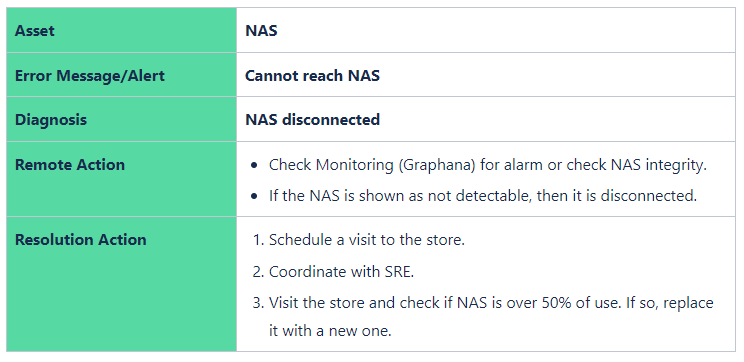 Asset NAS
Error Message/Alert Cannot reach NAS
Diagnosis NAS disconnected
Remote Action • Check Monitoring (Graphana) for alarm or check NAS integrity.
• If the NAS is shown as not detectable, then it is disconnected.
Resolution Action 1. Schedule a visit to the store.
2. Coordinate with SRE.
3. Visit the store and check if NAS is over 50% of use. If so, replace
it with a new one.